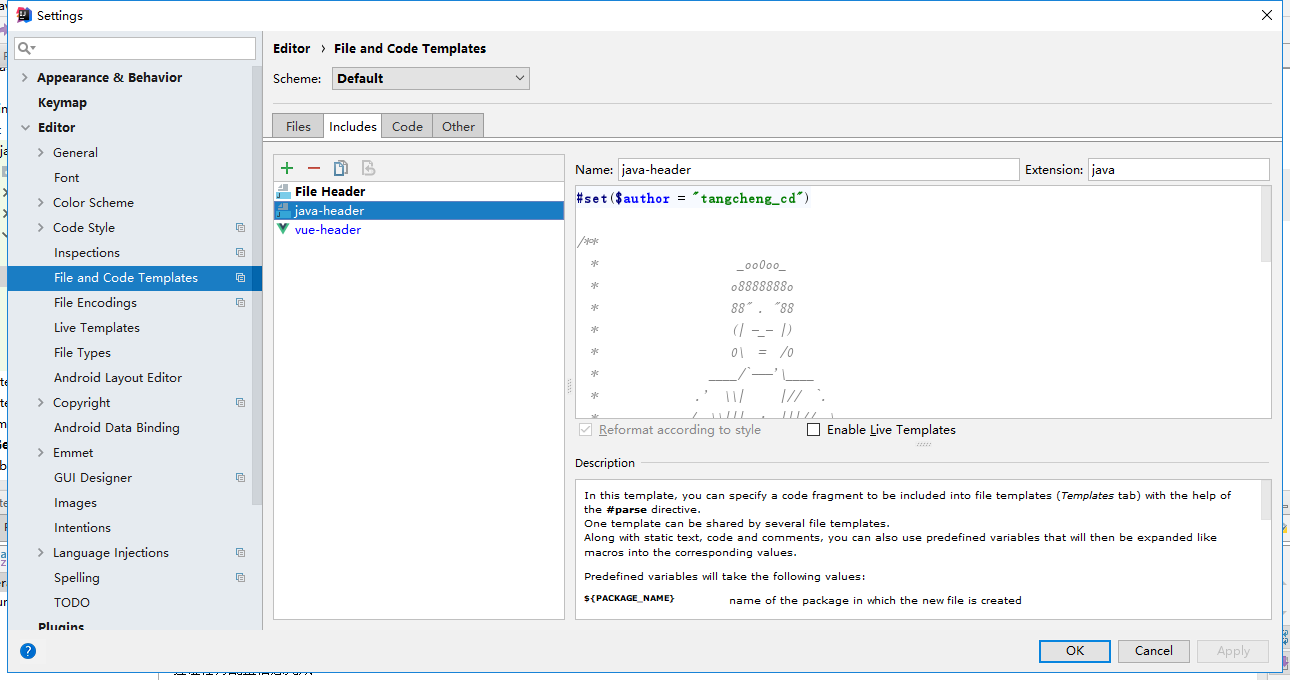 Settings
Editor › File and Code Templates
Scheme: Default
Appearance & Behavior
Keymap
Editor
General
Font
Color Scheme
Code Style
Inspections
File and Code Templates
File Encodings
Live Templates
File Types
Android Layout Editor
Copyright
Android Data Binding
Emmet
GUI Designer
Images
Intentions
Language Injections
Spelling
TODO
Plugins
Files Includes Code Other
File Header
java-header
vue-header
Name: java-header Extension: java
#set($author = "tangcheng_cd")
/**
* _ooOoo_
* o8888888o
* 88" . "88
* (| -_- |)
* O\ = /O
* ____/`---'\____
* .' \\| |// `.
Reformat according to style Enable Live Templates
Description
In this template, you can specify a code fragment to be included into file templates (Templates tab) with the help of
the #parse directive.
One template can be shared by several file templates.
Along with static text, code and comments, you can also use predefined variables that will then be expanded like
macros into the corresponding values.
Predefined variables will take the following values:
${PACKAGE_NAME} name of the package in which the new file is created
? OK Cancel Apply